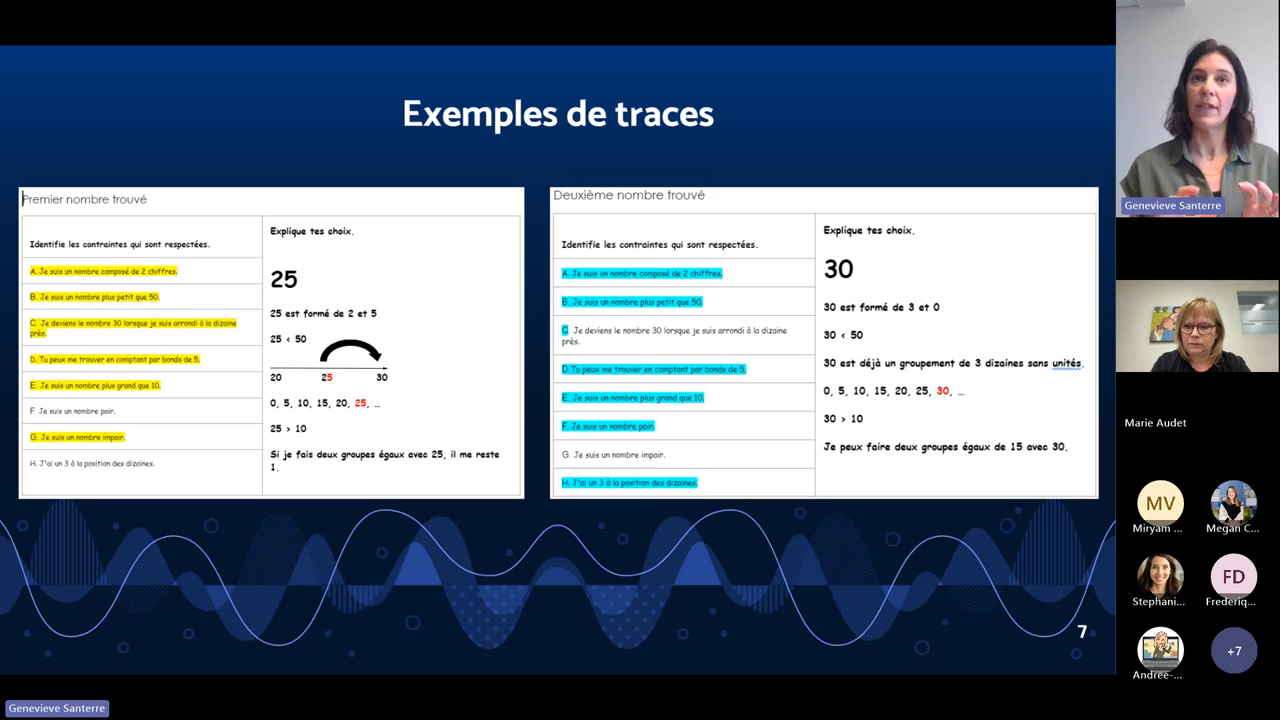 Exemples de traces
Premier nombre trouvé
Identifie les contraintes qui sont respectées.
A. Je suis un nombre composé de 2 chiffres.
B. Je suis un nombre plus petit que 50.
C. Je deviens le nombre 30 lorsque je suis arrondi à la dizaine
près.
D. Tu peux me trouver en comptant par bonds de 5.
E. Je suis un nombre plus grand que 10.
F. Je suis un nombre pair.
G. Je suis un nombre impair.
H. J'ai un 3 à la position des dizaines.
Explique tes choix.
25
25 est formé de 2 et 5
25 < 50
20 25 30
0, 5, 10, 15, 20, 25, ...
25 > 10
Si je fais deux groupes égaux avec 25, il me reste
1.
Deuxième nombre trouvé
Identifie les contraintes qui sont respectées.
A. Je suis un nombre composé de 2 chiffres.
B. Je suis un nombre plus petit que 50.
C. Je deviens le nombre 30 lorsque je suis arrondi à la dizaine
près.
D.Tu peux me trouver en comptant par bonds de 5.
E. Je suis un nombre plus grand que 10.
F. Je suis un nombre pair.
G. Je suis un nombre impair.
H. J'ai un 3 à la position des dizaines.
Explique tes choix.
30
30 est formé de 3 et 0
30 < 50
30 est déjà un groupement de 3 dizaines sans unités.
0, 5, 10, 15, 20, 25, 30, ...
30 > 10
Je peux faire deux groupes égaux de 15 avec 30.
7
Genevieve Santerre
Marie Audet
MV
Miryam ...
Megan C...
Stephani...
FD
Frederiq...
Andree-...
+7
Genevieve Santerre